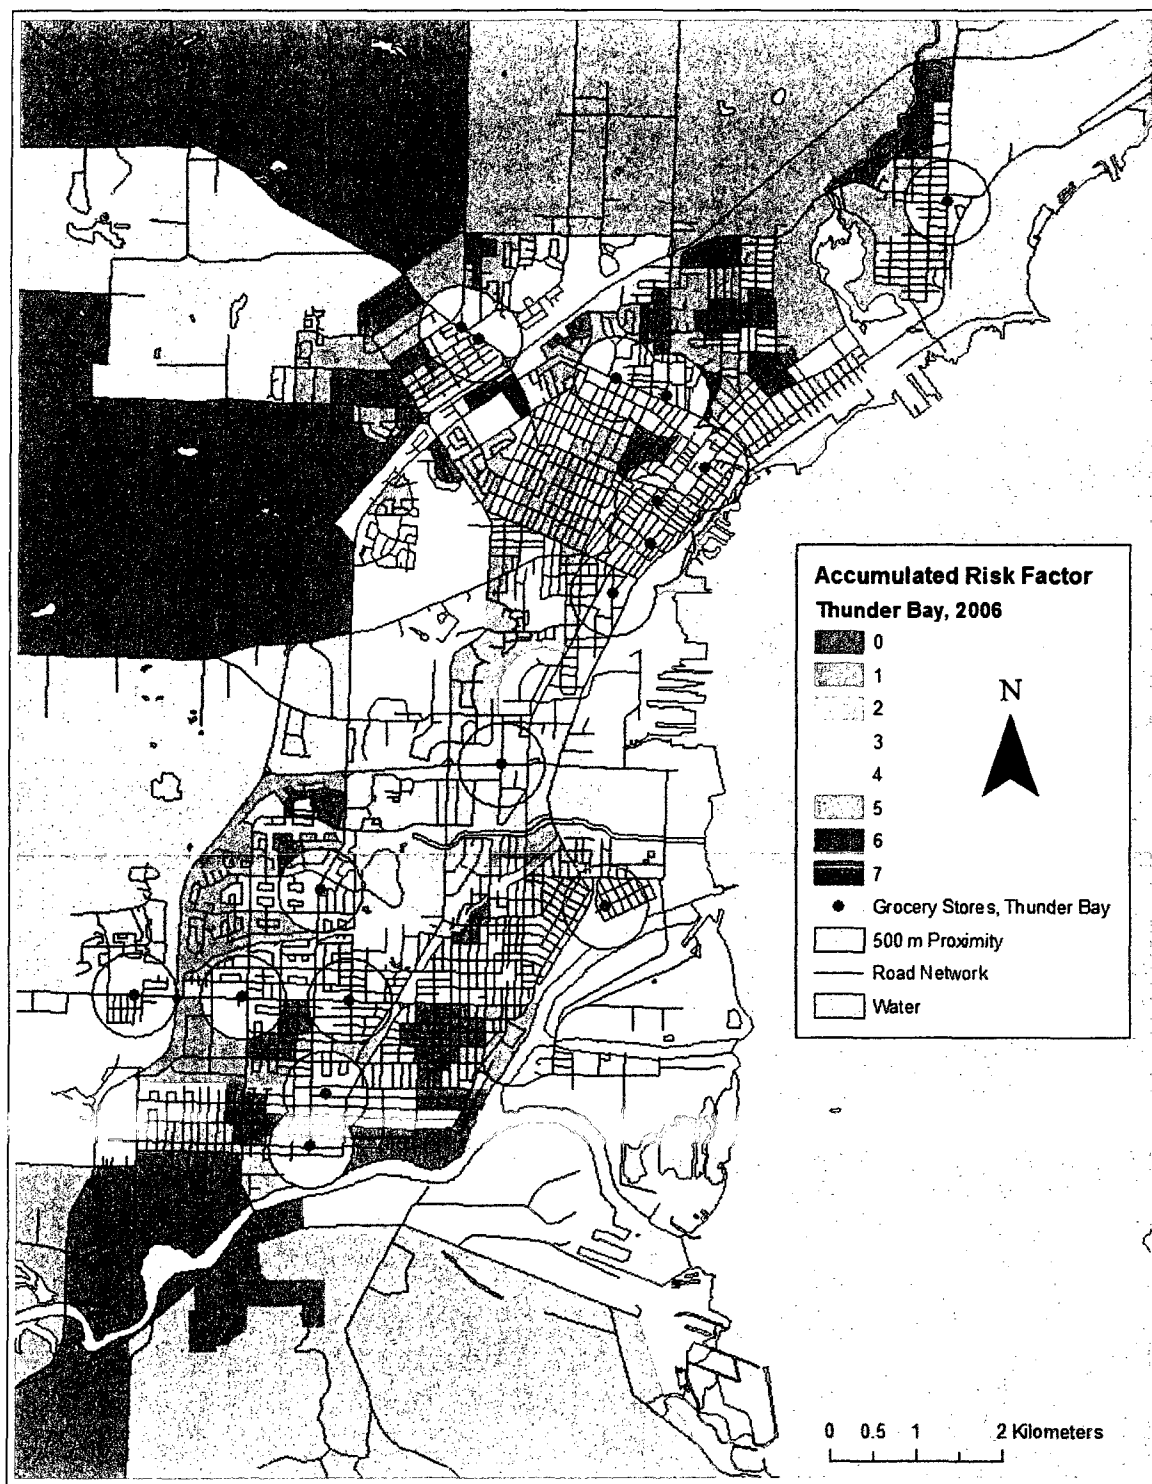 Accumulated Risk Factor
Thunder Bay, 2006
0
1
2
3
4
5
6
7
Grocery Stores, Thunder Bay
500 m Proximity
Road Network
Water
N
0 0.5 1 2 Kilometers